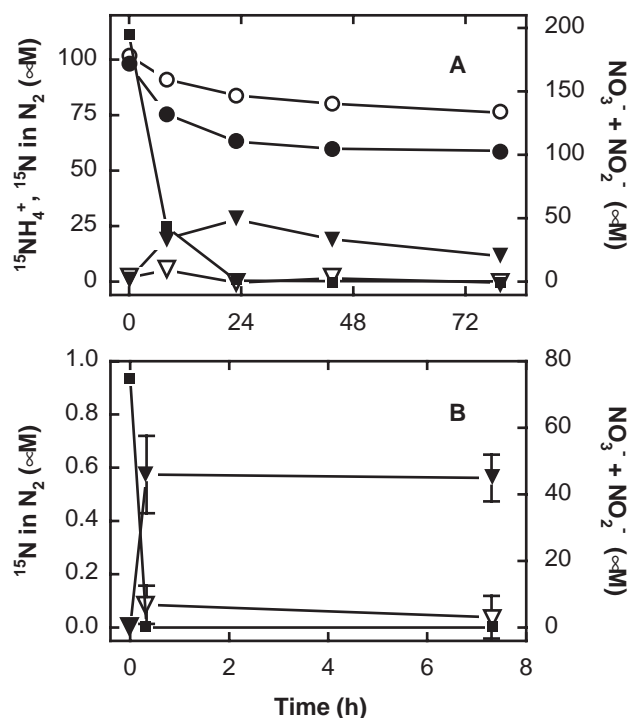 A
100
75
50
25
0
200
150
100
50
0
0 24 48 72
¹⁵NH₄⁺, ¹⁵N in N₂ (∝M)
NO₃⁻ + NO₂⁻ (∝M)
B
1.0
0.8
0.6
0.4
0.2
0.0
80
60
40
20
0
0 2 4 6 8
¹⁵N in N₂ (∝M)
NO₃⁻ + NO₂⁻ (∝M)
Time (h)